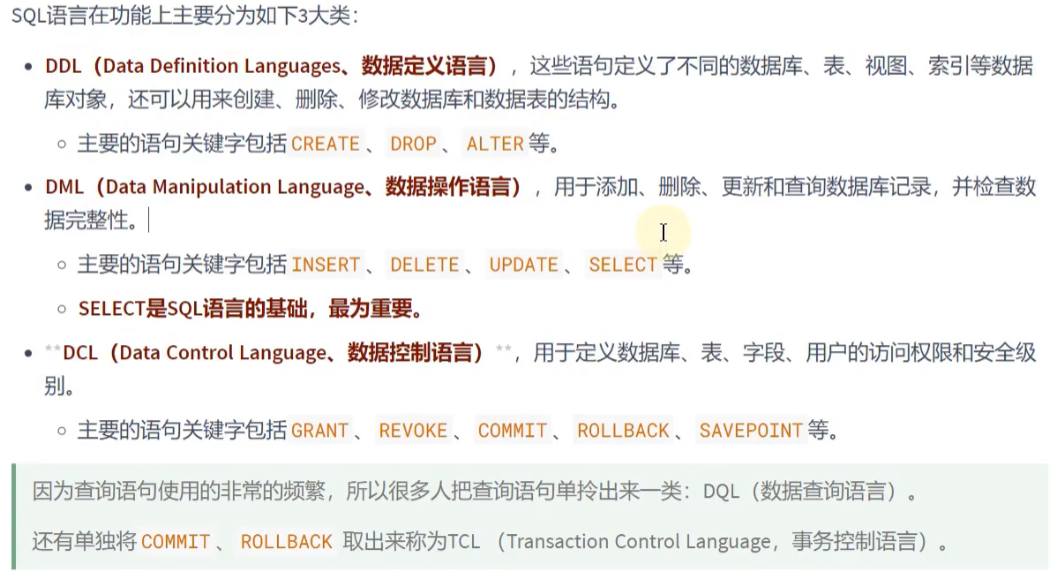 SQL语言在功能上主要分为如下3大类：
DDL（Data Definition Languages、数据定义语言），这些语句定义了不同的数据库、表、视图、索引等数据
库对象，还可以用来创建、删除、修改数据库和数据表的结构。
主要的语句关键字包括 CREATE 、 DROP 、 ALTER 等。
DML（Data Manipulation Language、数据操作语言），用于添加、删除、更新和查询数据库记录，并检查数
据完整性。
主要的语句关键字包括 INSERT 、 DELETE 、 UPDATE 、 SELECT 等。
SELECT是SQL语言的基础，最为重要。
**DCL（Data Control Language、数据控制语言）**，用于定义数据库、表、字段、用户的访问权限和安全级
别。
主要的语句关键字包括 GRANT 、 REVOKE 、 COMMIT 、 ROLLBACK 、 SAVEPOINT 等。
因为查询语句使用的非常的频繁，所以很多人把查询语句单拎出来一类：DQL（数据查询语言）。
还有单独将 COMMIT 、 ROLLBACK 取出来称为TCL （Transaction Control Language，事务控制语言）。